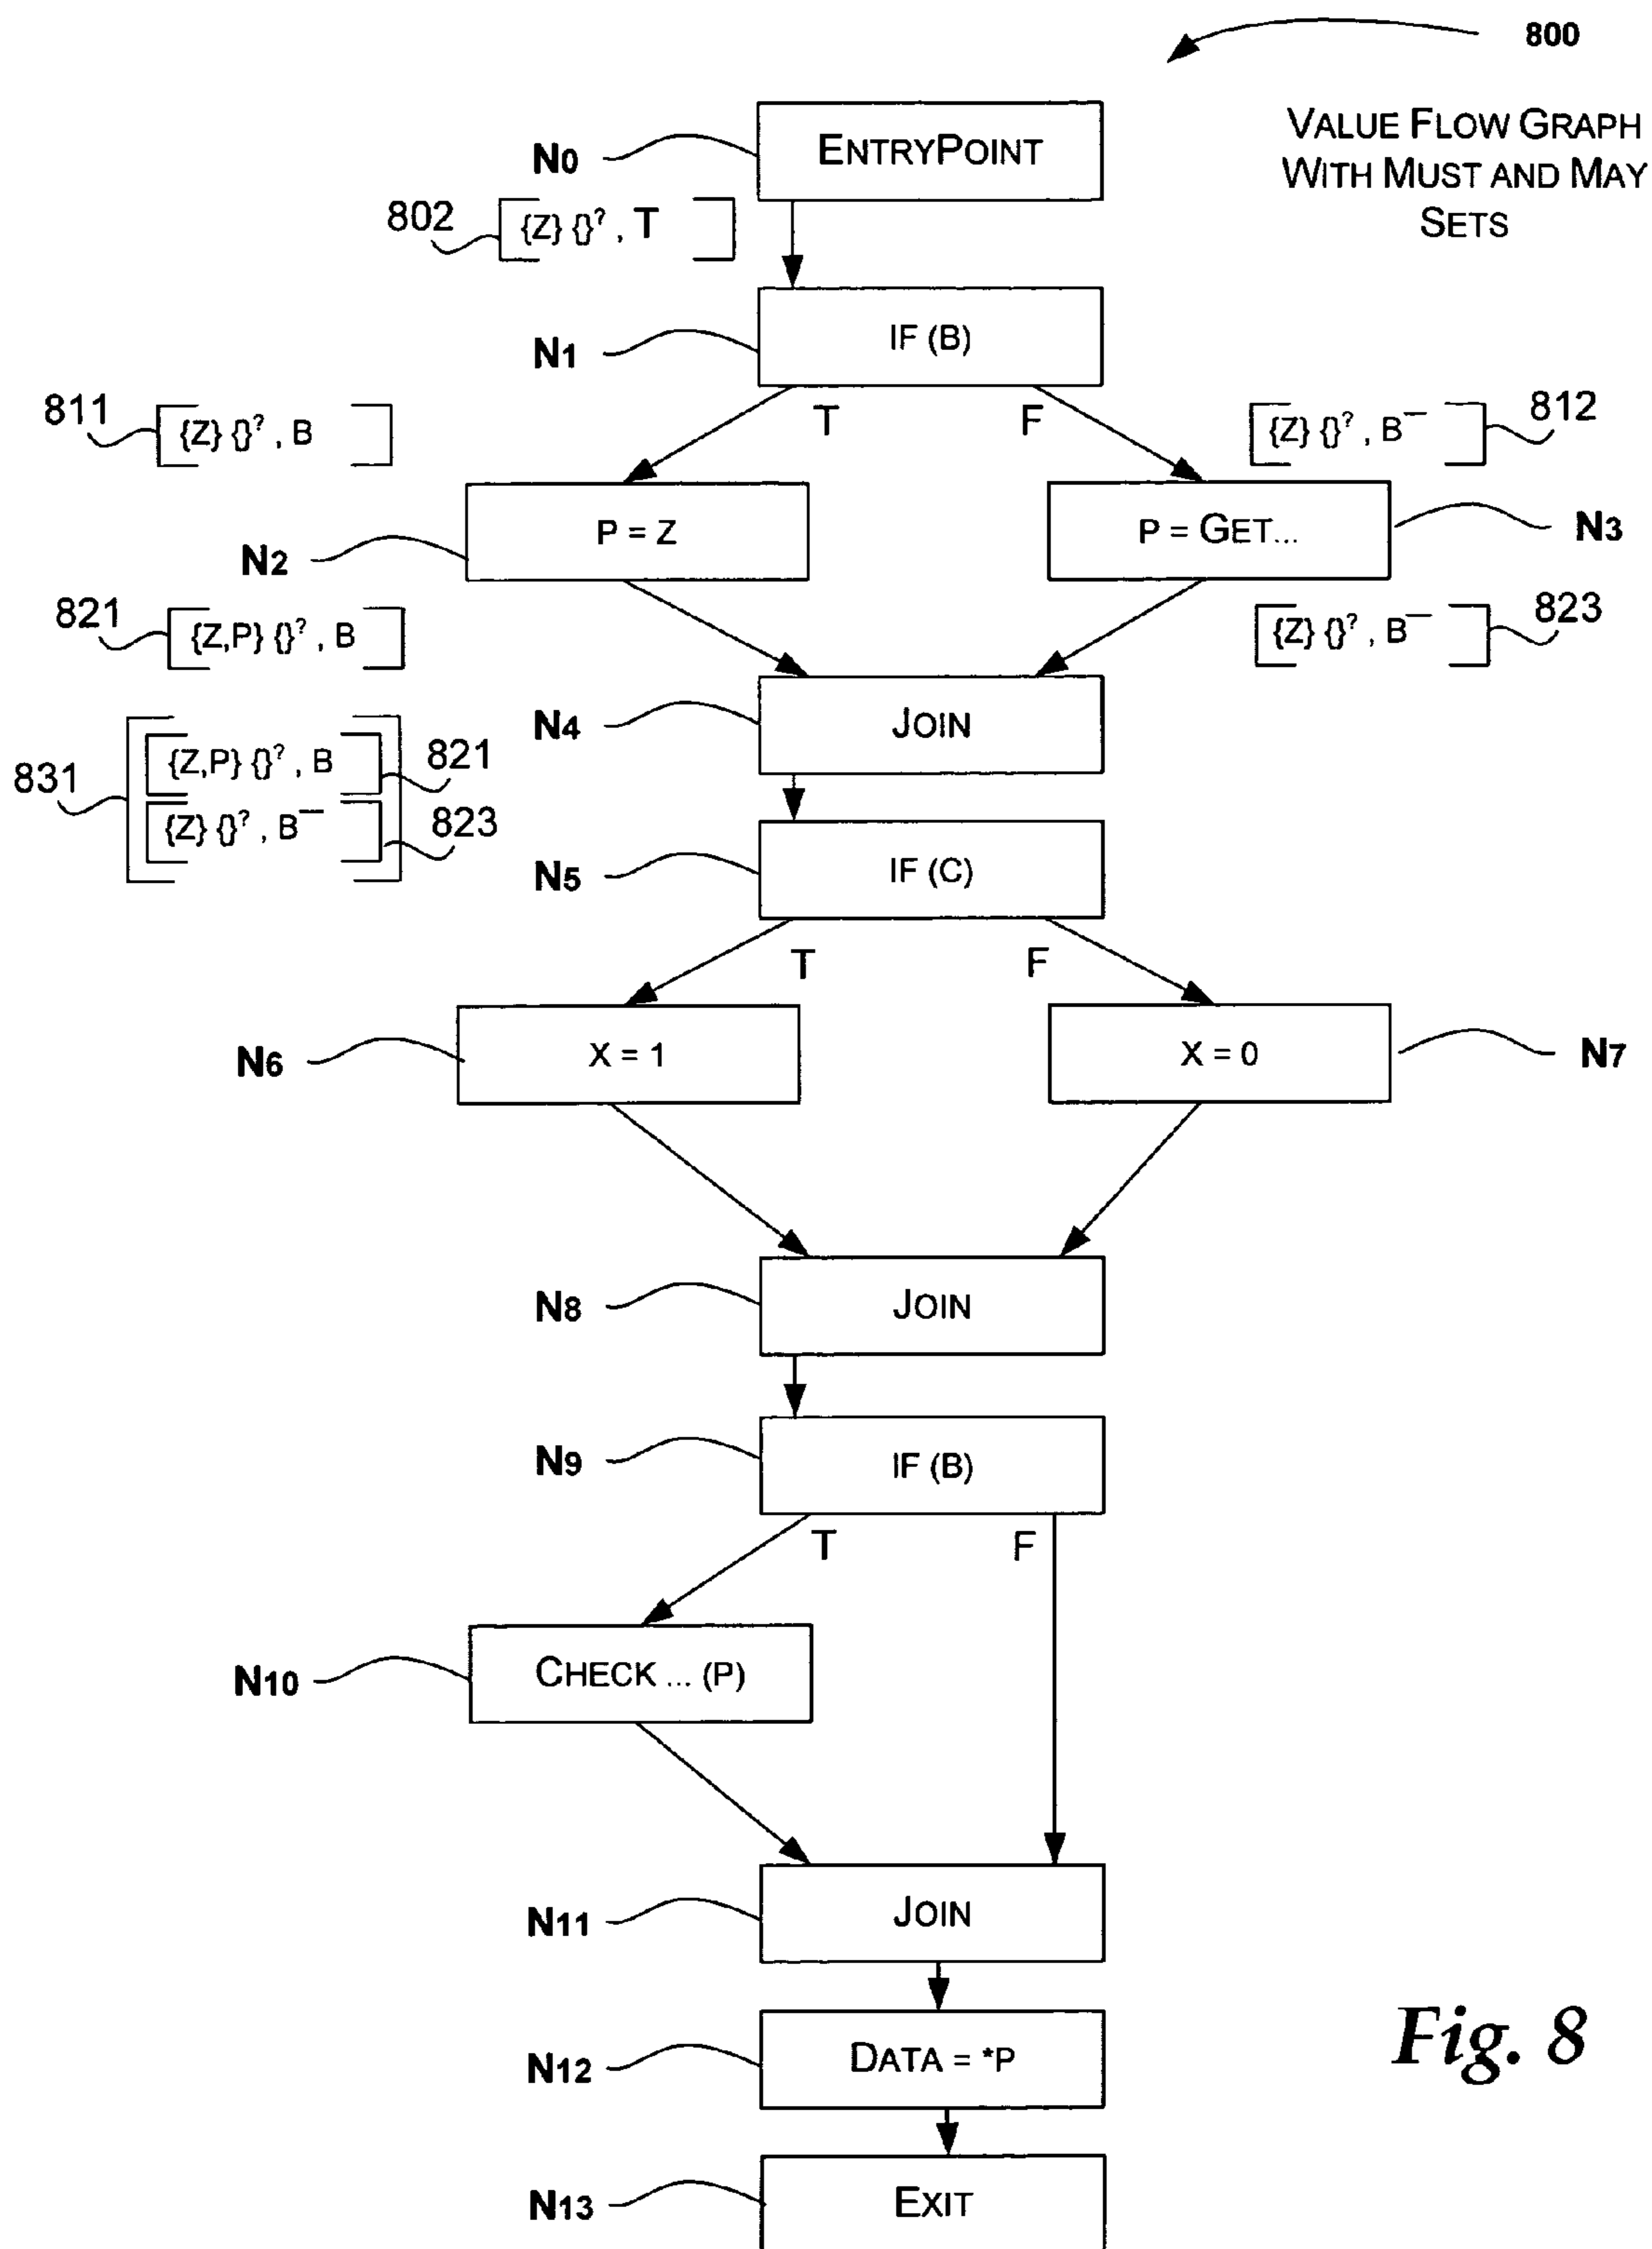 800
VALUE FLOW GRAPH
WITH MUST AND MAY
SETS
N0
ENTRYPOINT
802
{Z} {}? , T
N1
IF (B)
T
F
811
{Z} {}? , B
{Z} {}? , B‾
812
N2
P = Z
P = GET...
N3
821
{Z,P} {}? , B
{Z} {}? , B‾
823
N4
JOIN
831
{Z,P} {}? , B
821
{Z} {}? , B‾
823
N5
IF (C)
T
F
N6
X = 1
X = 0
N7
N8
JOIN
N9
IF (B)
T
F
N10
CHECK ... (P)
N11
JOIN
N12
DATA = *P
N13
EXIT
Fig. 8